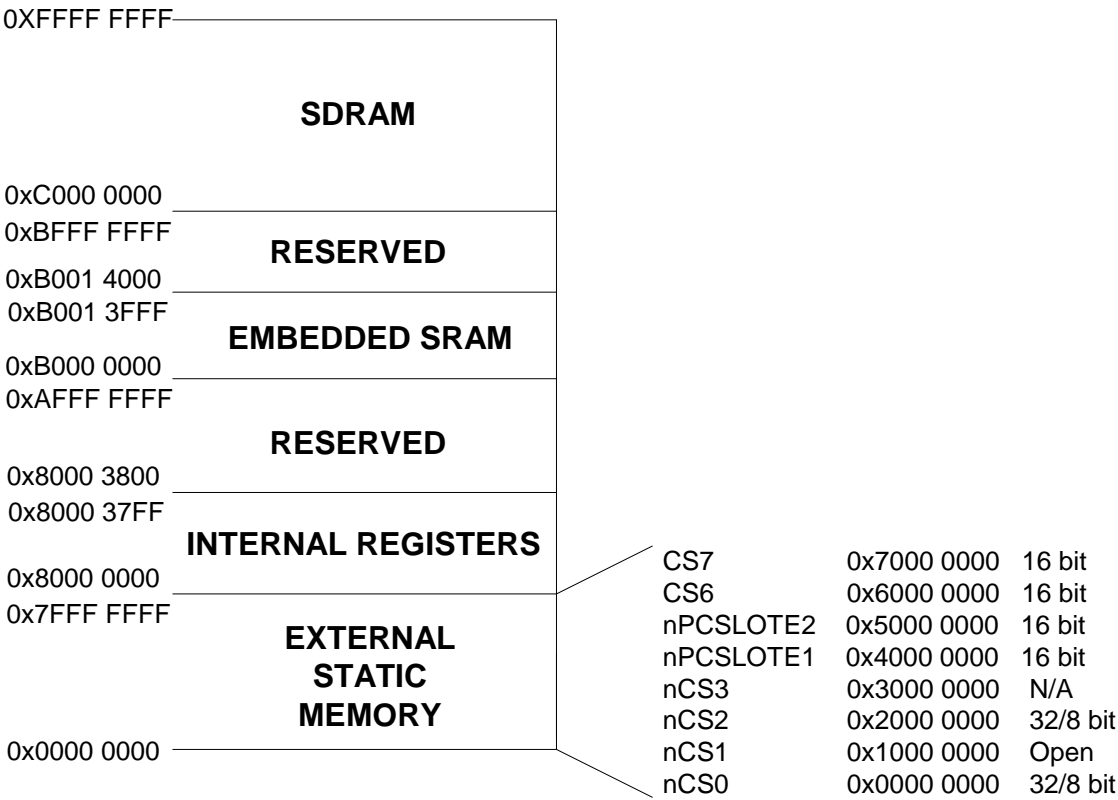 0XFFFF FFFF
SDRAM
0xC000 0000
0xBFFF FFFF
RESERVED
0xB001 4000
0xB001 3FFF
EMBEDDED SRAM
0xB000 0000
0xAFFF FFFF
RESERVED
0x8000 3800
0x8000 37FF
INTERNAL REGISTERS
0x8000 0000
0x7FFF FFFF
EXTERNAL
STATIC
MEMORY
0x0000 0000
CS7 0x7000 0000 16 bit
CS6 0x6000 0000 16 bit
nPCSLOTE2 0x5000 0000 16 bit
nPCSLOTE1 0x4000 0000 16 bit
nCS3 0x3000 0000 N/A
nCS2 0x2000 0000 32/8 bit
nCS1 0x1000 0000 Open
nCS0 0x0000 0000 32/8 bit